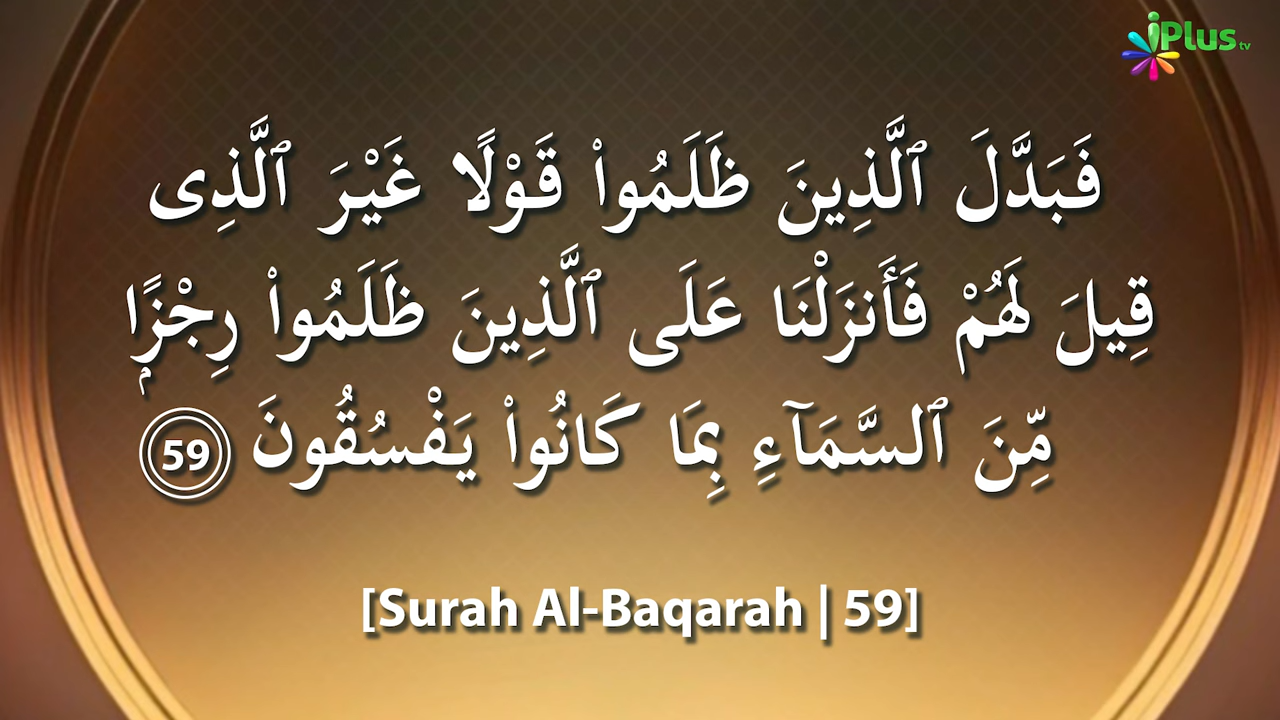 iPlus tv
فَبَدَّلَ ٱلَّذِينَ ظَلَمُوا۟ قَوْلًا غَيْرَ ٱلَّذِى
قِيلَ لَهُمْ فَأَنزَلْنَا عَلَى ٱلَّذِينَ ظَلَمُوا۟ رِجْزًۭا
مِّنَ ٱلسَّمَآءِ بِمَا كَانُوا۟ يَفْسُقُونَ 59
[Surah Al-Baqarah | 59]